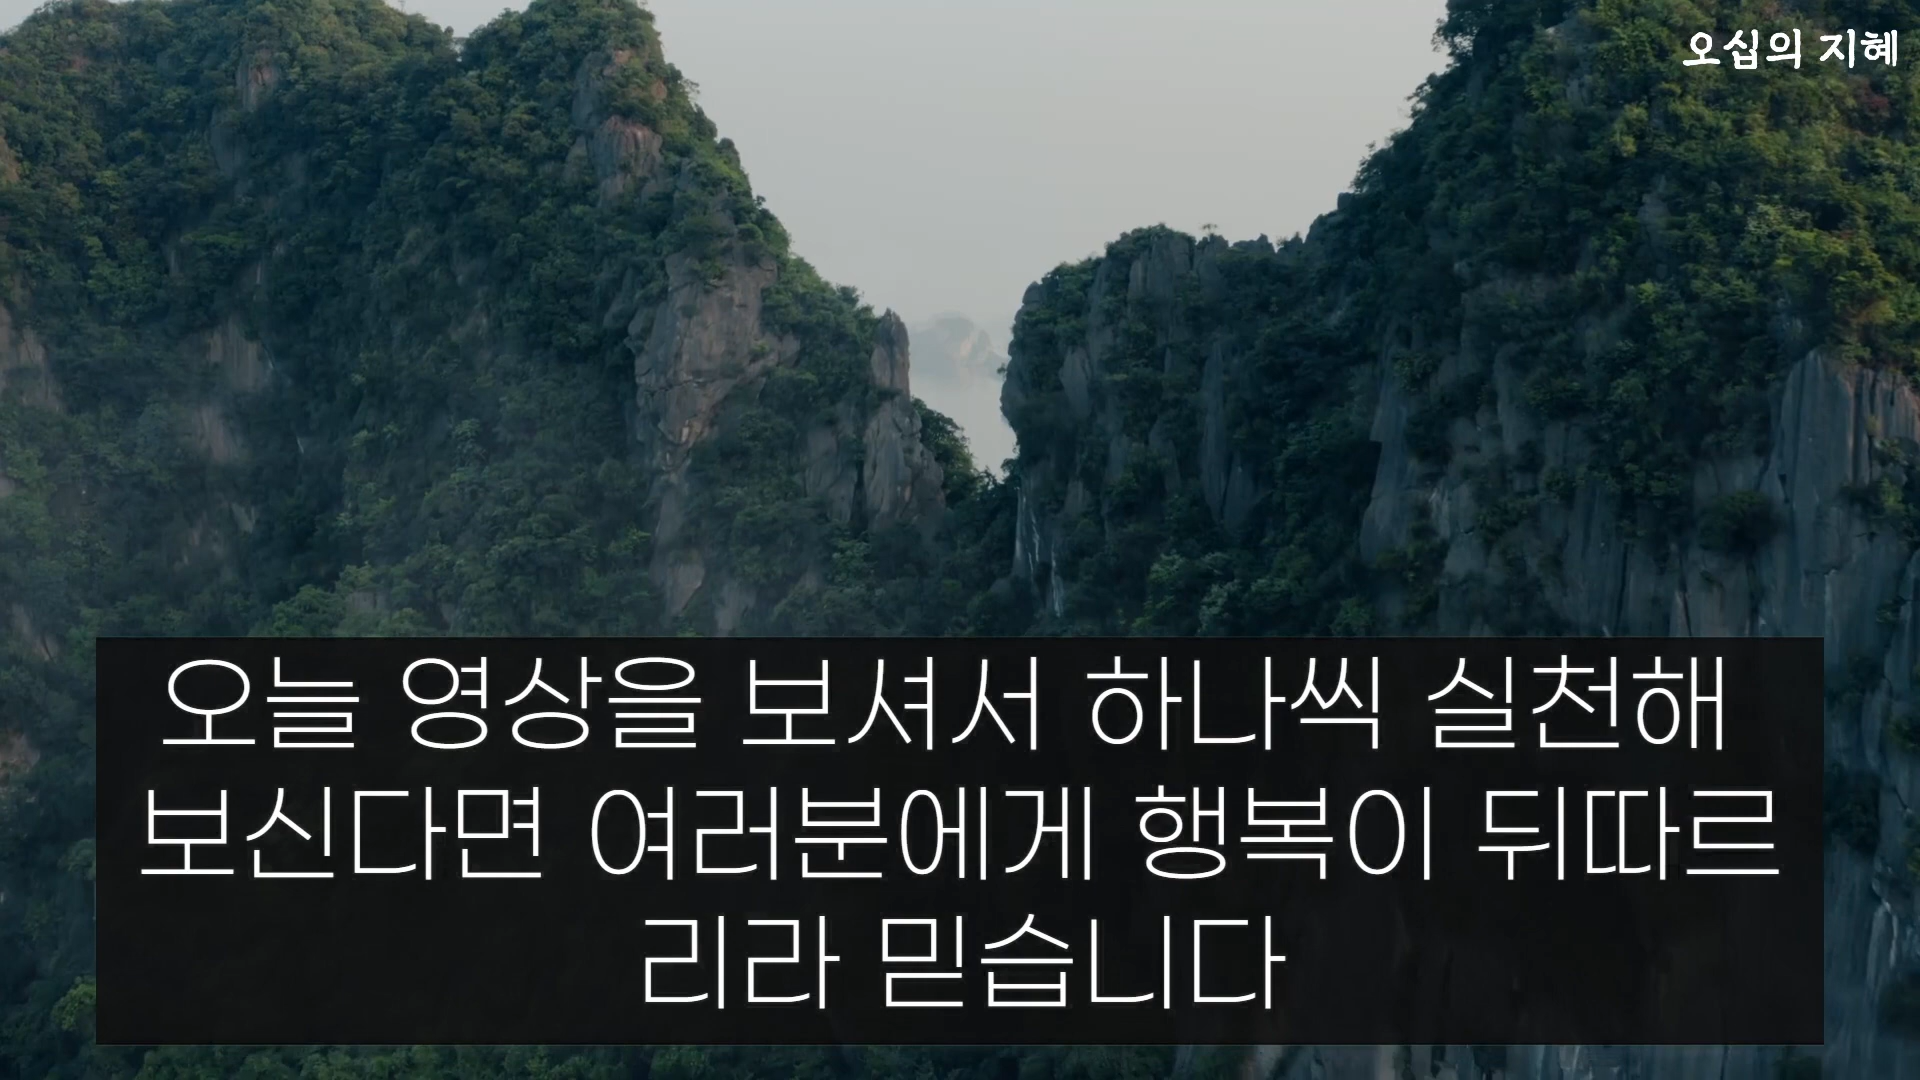 오십의 지혜
오늘 영상을 보셔서 하나씩 실천해
보신다면 여러분에게 행복이 뒤따르
리라 믿습니다